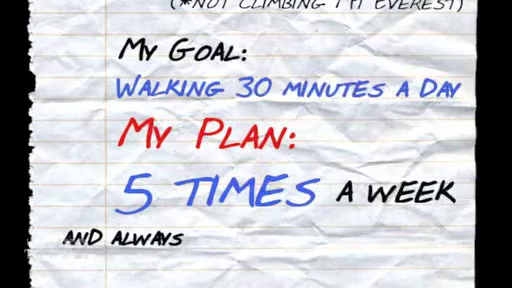 (*NOT CLIMBING MT EVEREST)
MY GOAL:
WALKING 30 MINUTES A DAY
MY PLAN:
5 TIMES A WEEK
AND ALWAYS